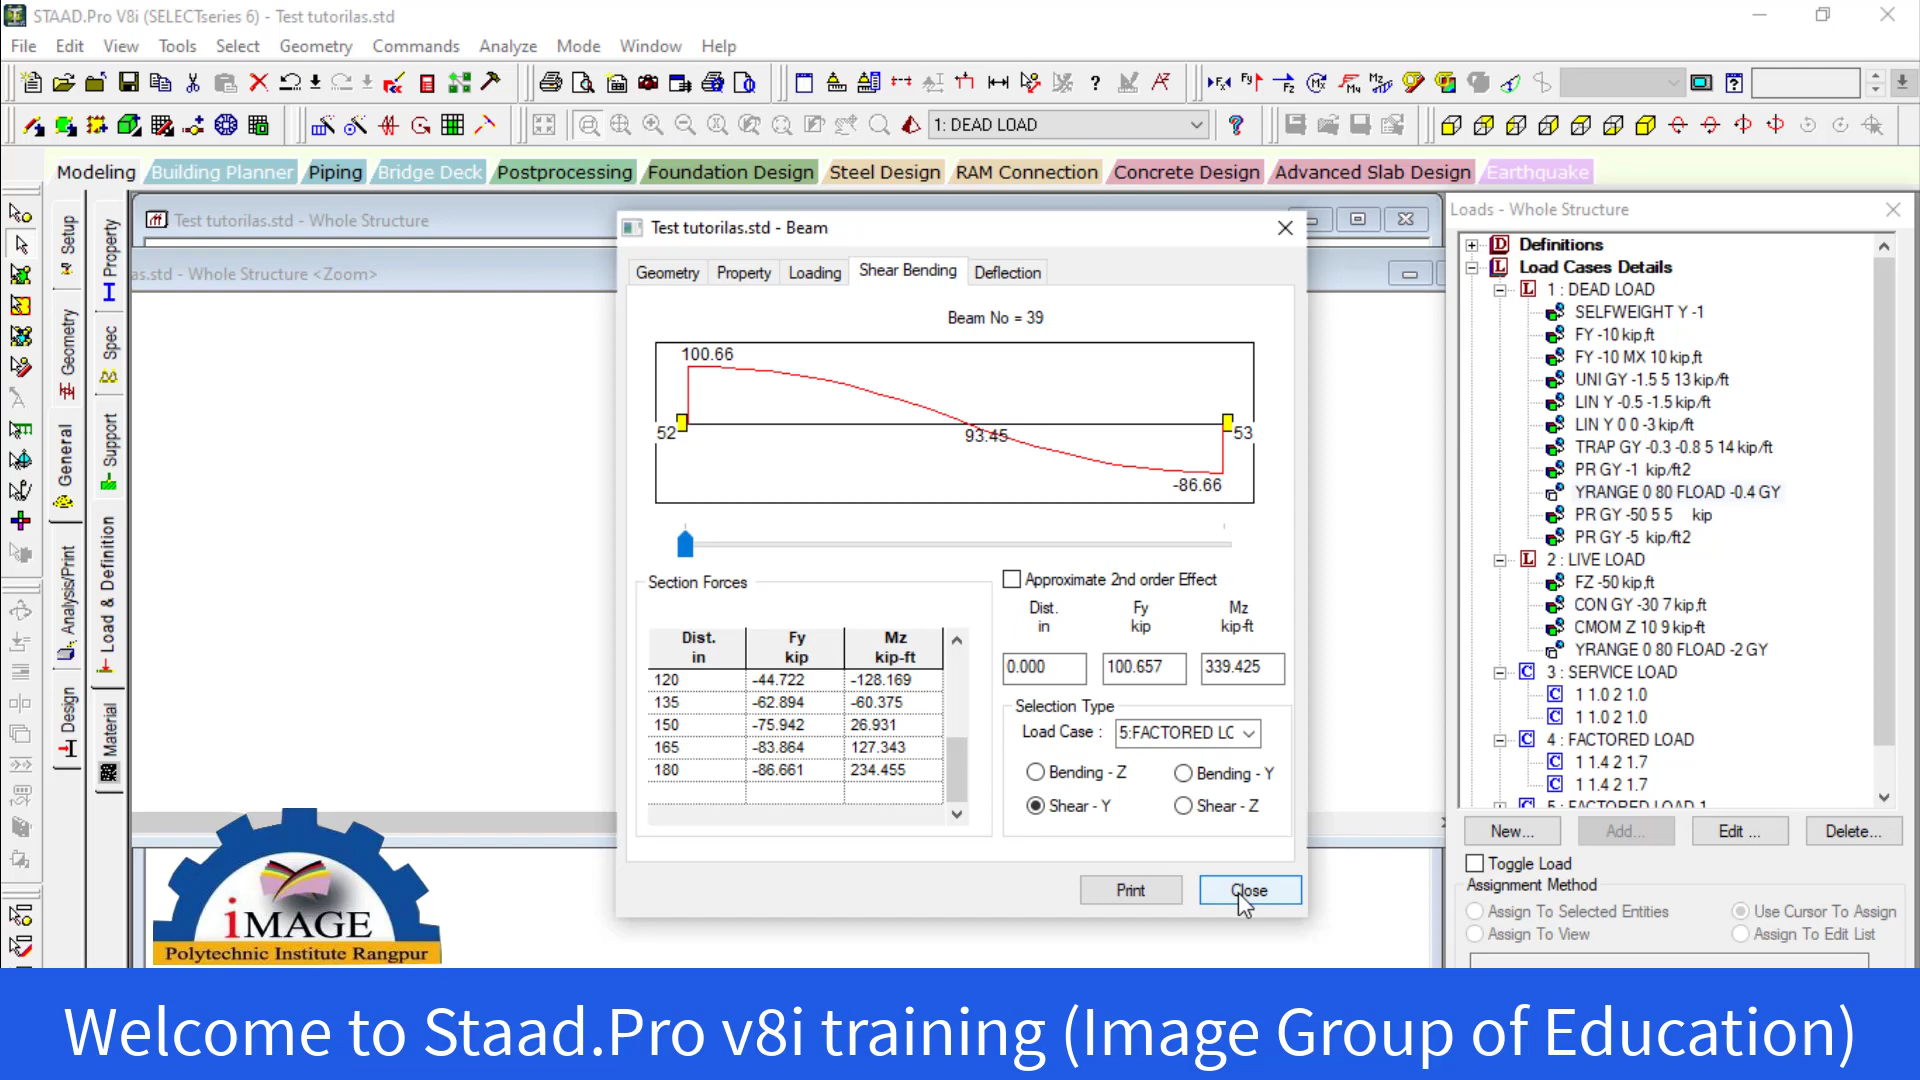 STAAD.Pro V8i (SELECTseries 6) - Test tutorilas.std
File Edit View Tools Select Geometry Commands Analyze Mode Window Help
1: DEAD LOAD
Modeling Building Planner Piping Bridge Deck Postprocessing Foundation Design Steel Design RAM Connection Concrete Design Advanced Slab Design Earthquake
Setup
Geometry
General
Analysis/Print
Design
Property
Spec
Support
Load & Definition
Material
Test tutorilas.std - Whole Structure
as.std - Whole Structure <Zoom>
Test tutorilas.std - Beam
Geometry Property Loading Shear Bending Deflection
Beam No = 39
100.66
52
93.45
53
-86.66
Section Forces
Dist. Fy Mz
in kip kip-ft
120 -44.722 -128.169
135 -62.894 -60.375
150 -75.942 26.931
165 -83.864 127.343
180 -86.661 234.455
Approximate 2nd order Effect
Dist. Fy Mz
in kip kip-ft
0.000 100.657 339.425
Selection Type
Load Case : 5:FACTORED LC
Bending - Z Bending - Y
Shear - Y Shear - Z
Print Close
Loads - Whole Structure
Definitions
Load Cases Details
1 : DEAD LOAD
SELFWEIGHT Y -1
FY -10 kip,ft
FY -10 MX 10 kip,ft
UNI GY -1.5 5 13 kip/ft
LIN Y -0.5 -1.5 kip/ft
LIN Y 0 0 -3 kip/ft
TRAP GY -0.3 -0.8 5 14 kip/ft
PR GY -1 kip/ft2
YRANGE 0 80 FLOAD -0.4 GY
PR GY -50 5 5 kip
PR GY -5 kip/ft2
2 : LIVE LOAD
FZ -50 kip,ft
CON GY -30 7 kip,ft
CMOM Z 10 9 kip-ft
YRANGE 0 80 FLOAD -2 GY
3 : SERVICE LOAD
1 1.0 2 1.0
1 1.0 2 1.0
4 : FACTORED LOAD
1 1.4 2 1.7
1 1.4 2 1.7
5 : FACTORED LOAD 1
New... Add... Edit ... Delete...
Toggle Load
Assignment Method
Assign To Selected Entities Use Cursor To Assign
Assign To View Assign To Edit List
iMAGE
Polytechnic Institute Rangpur
Welcome to Staad.Pro v8i training (Image Group of Education)